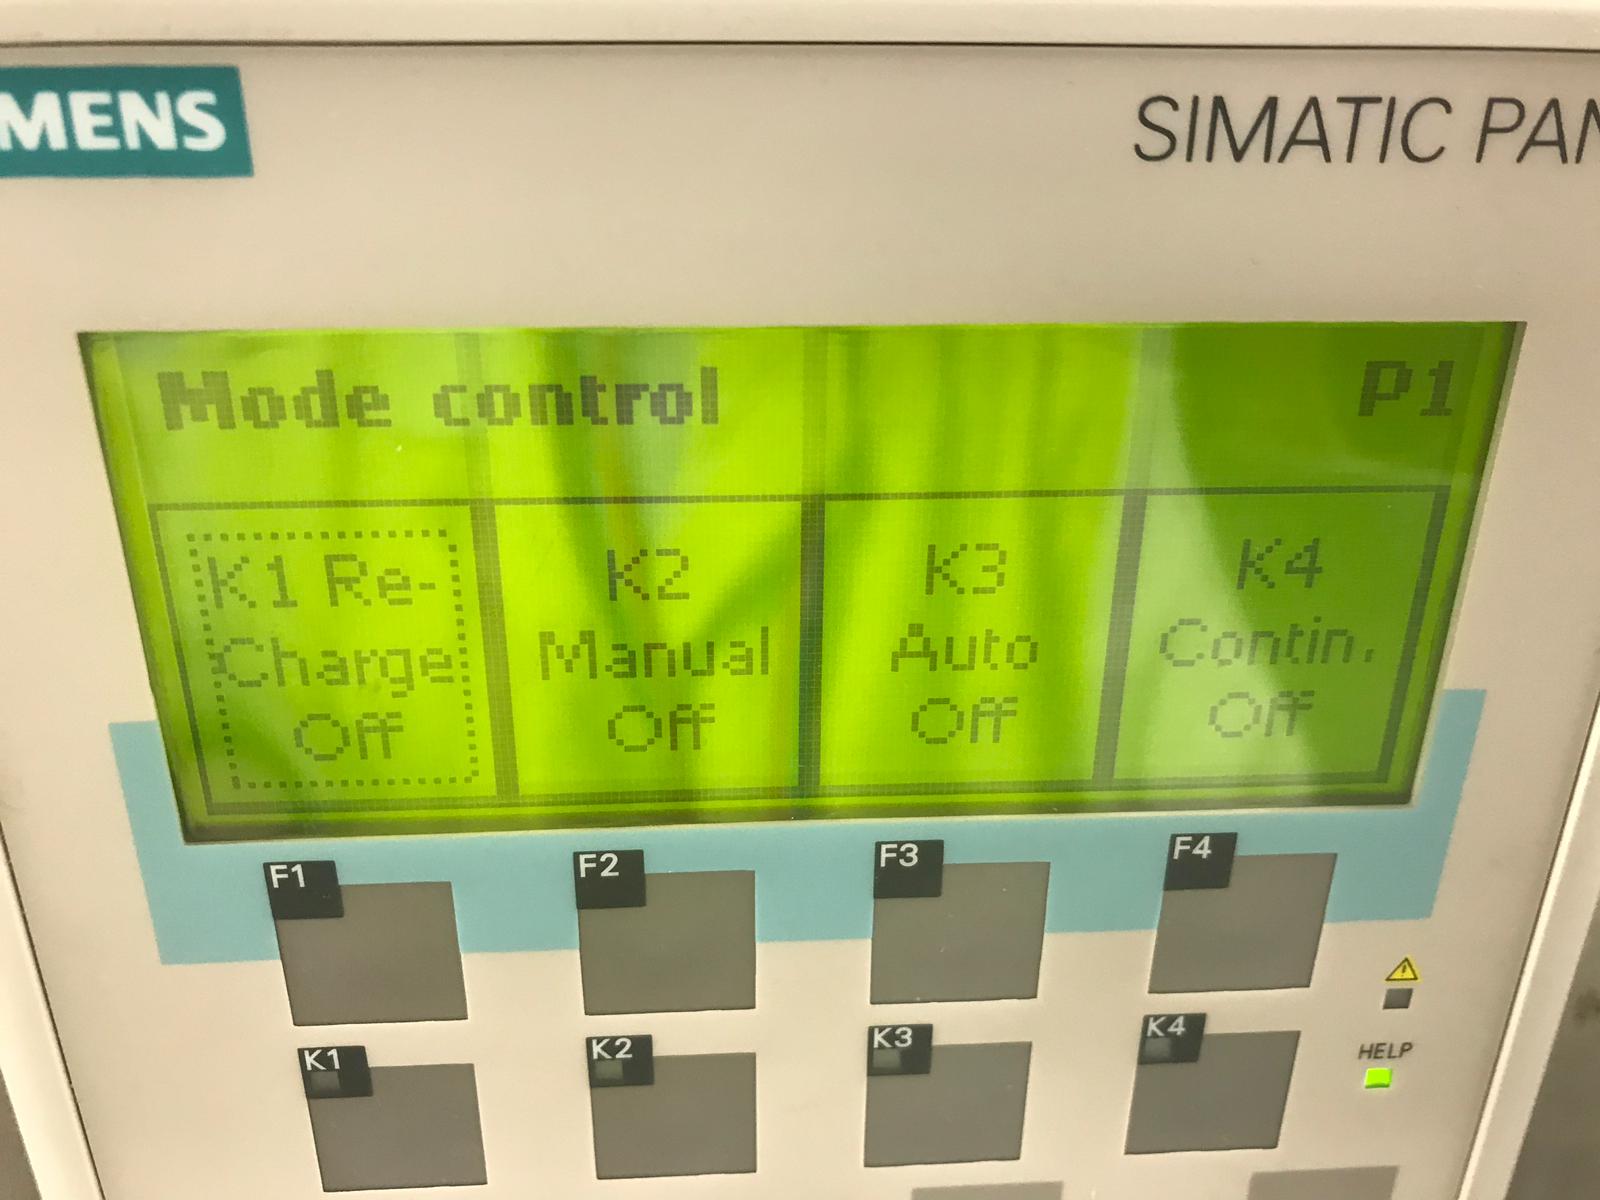 MENS
SIMATIC PAN
Mode control P1
K1 Re-
Charge
Off
K2
Manual
Off
K3
Auto
Off
K4
Contin.
Off
F1
F2
F3
F4
K1
K2
K3
K4
HELP